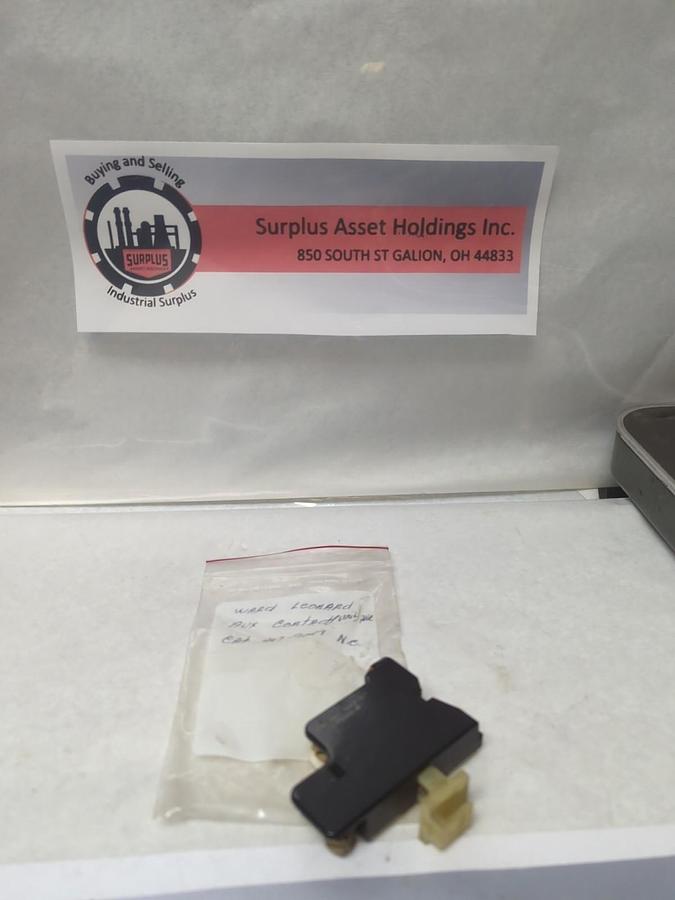 Buying and Selling
SURPLUS
Industrial Surplus
Surplus Asset Holdings Inc.
850 SOUTH ST GALION, OH 44833
WARD LEONARD
AUX CONTACT
CAT N.C.